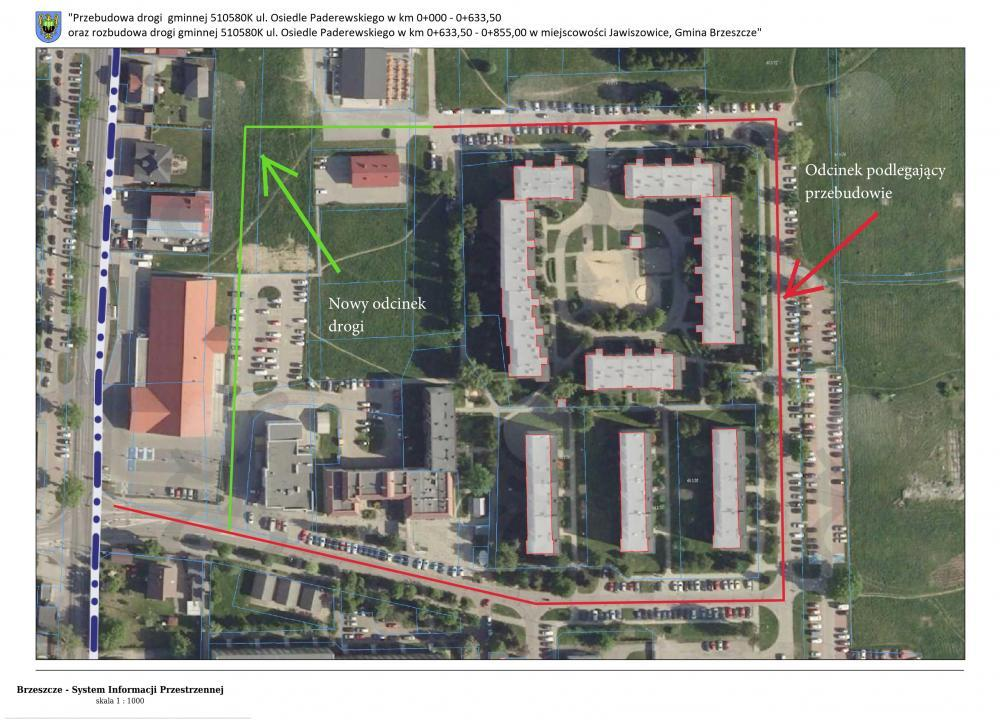 "Przebudowa drogi  gminnej 510580K ul. Osiedle Paderewskiego w km 0+000 - 0+633,50
oraz rozbudowa drogi gminnej 510580K ul. Osiedle Paderewskiego w km 0+633,50 - 0+855,00 w miejscowości Jawiszowice, Gmina Brzeszcze"
Odcinek podlegający
przebudowie
Nowy odcinek
drogi
Brzeszcze - System Informacji Przestrzennej
skala 1 : 1000